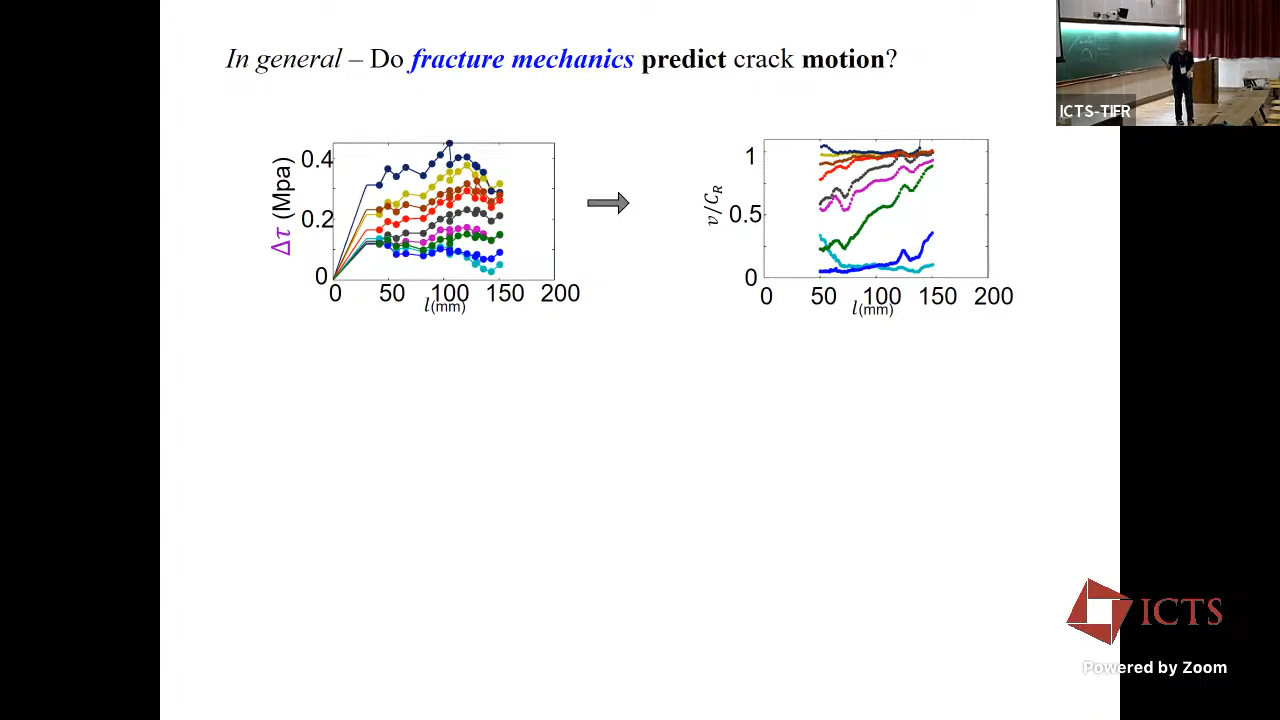 In general – Do fracture mechanics predict crack motion?
ICTS-TIFR
Δτ (Mpa)
0.4
0.2
0
0 50 100 150 200
l(mm)
v/C_R
1
0.5
0
0 50 100 150 200
l(mm)
ICTS
Powered by Zoom